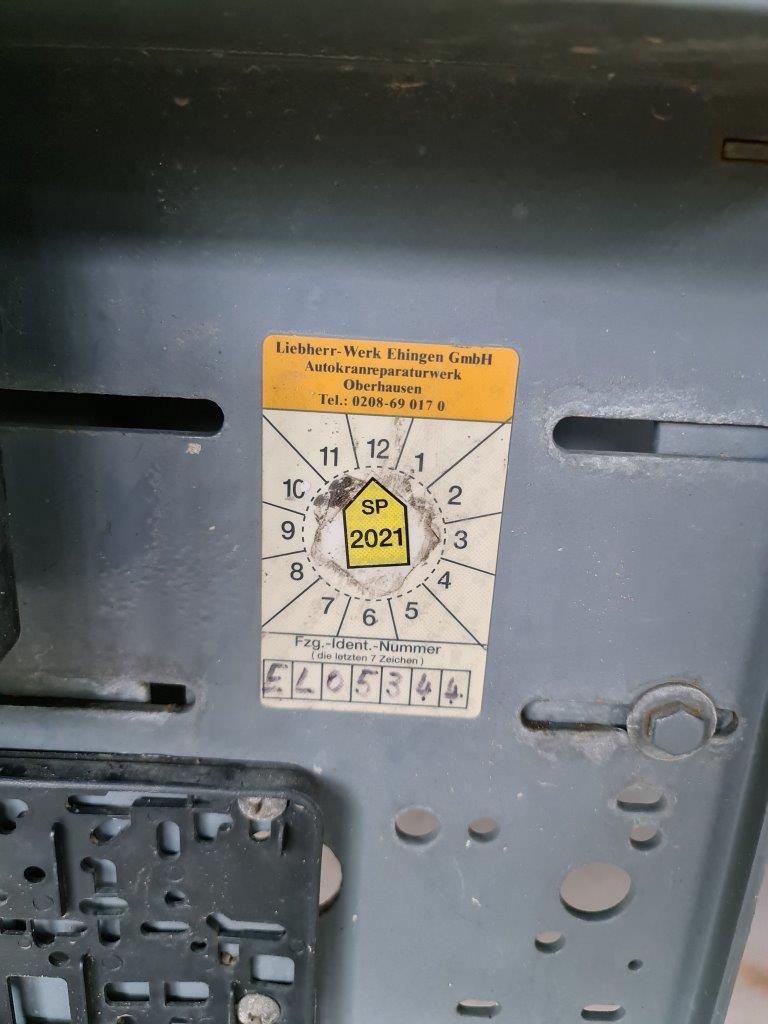 Liebherr-Werk Ehingen GmbH
Autokranreparaturwerk
Oberhausen
Tel.: 0208-69 017 0
12
11
1
10
2
9
3
8
4
7
5
6
SP
2021
Fzg.-Ident.-Nummer
(die letzten 7 Zeichen)
EL05344